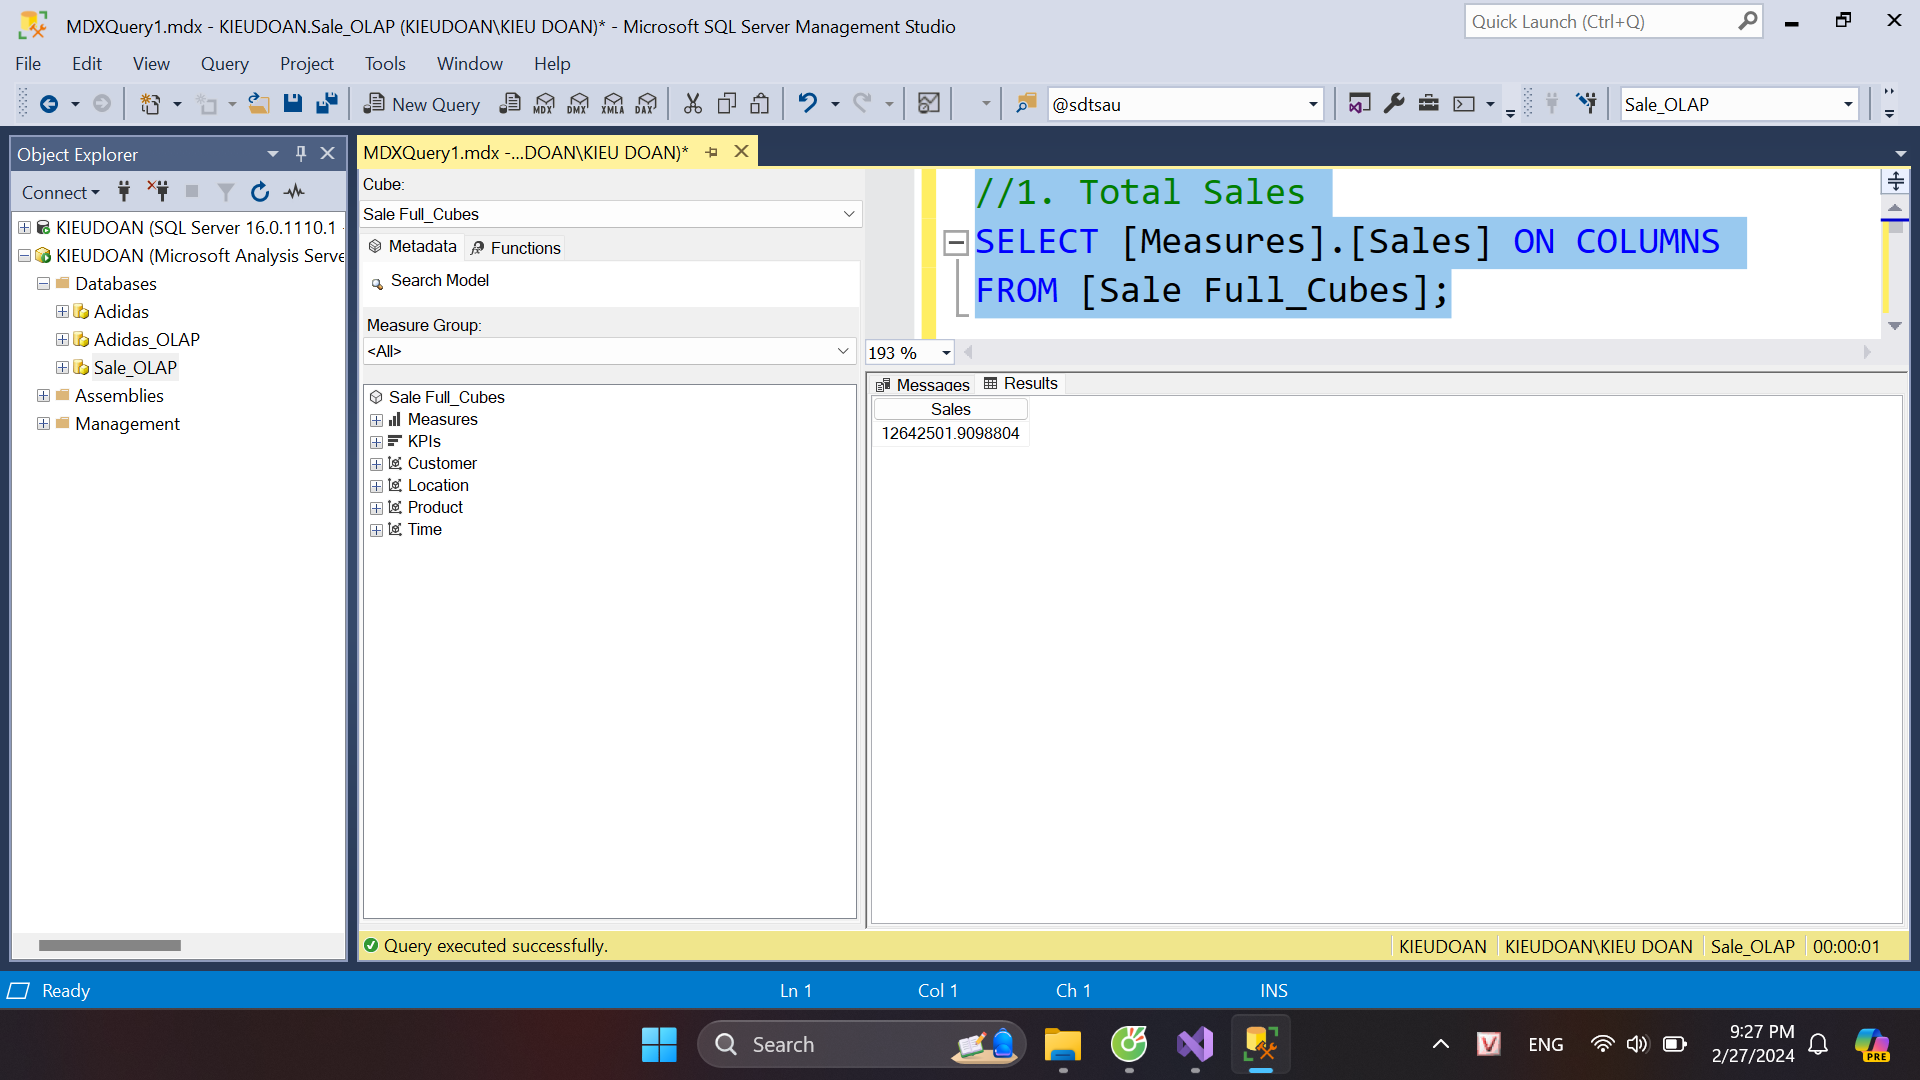 MDXQuery1.mdx - KIEUDOAN.Sale_OLAP (KIEUDOAN\KIEU DOAN)* - Microsoft SQL Server Management Studio
Quick Launch (Ctrl+Q)
File Edit View Query Project Tools Window Help
New Query MDX DMX XMLA DAX @sdtsau Sale_OLAP
Object Explorer
Connect
KIEUDOAN (SQL Server 16.0.1110.1 -
KIEUDOAN (Microsoft Analysis Serve
Databases
Adidas
Adidas_OLAP
Sale_OLAP
Assemblies
Management
MDXQuery1.mdx -...DOAN\KIEU DOAN)*
Cube:
Sale Full_Cubes
Metadata Functions
Search Model
Measure Group:
<All>
Sale Full_Cubes
Measures
KPIs
Customer
Location
Product
Time
//1. Total Sales
SELECT [Measures].[Sales] ON COLUMNS
FROM [Sale Full_Cubes];
193 %
Messages Results
Sales
12642501.9098804
Query executed successfully.
KIEUDOAN KIEUDOAN\KIEU DOAN Sale_OLAP 00:00:01
Ready Ln 1 Col 1 Ch 1 INS
Search
V
ENG
9:27 PM
2/27/2024
PRE